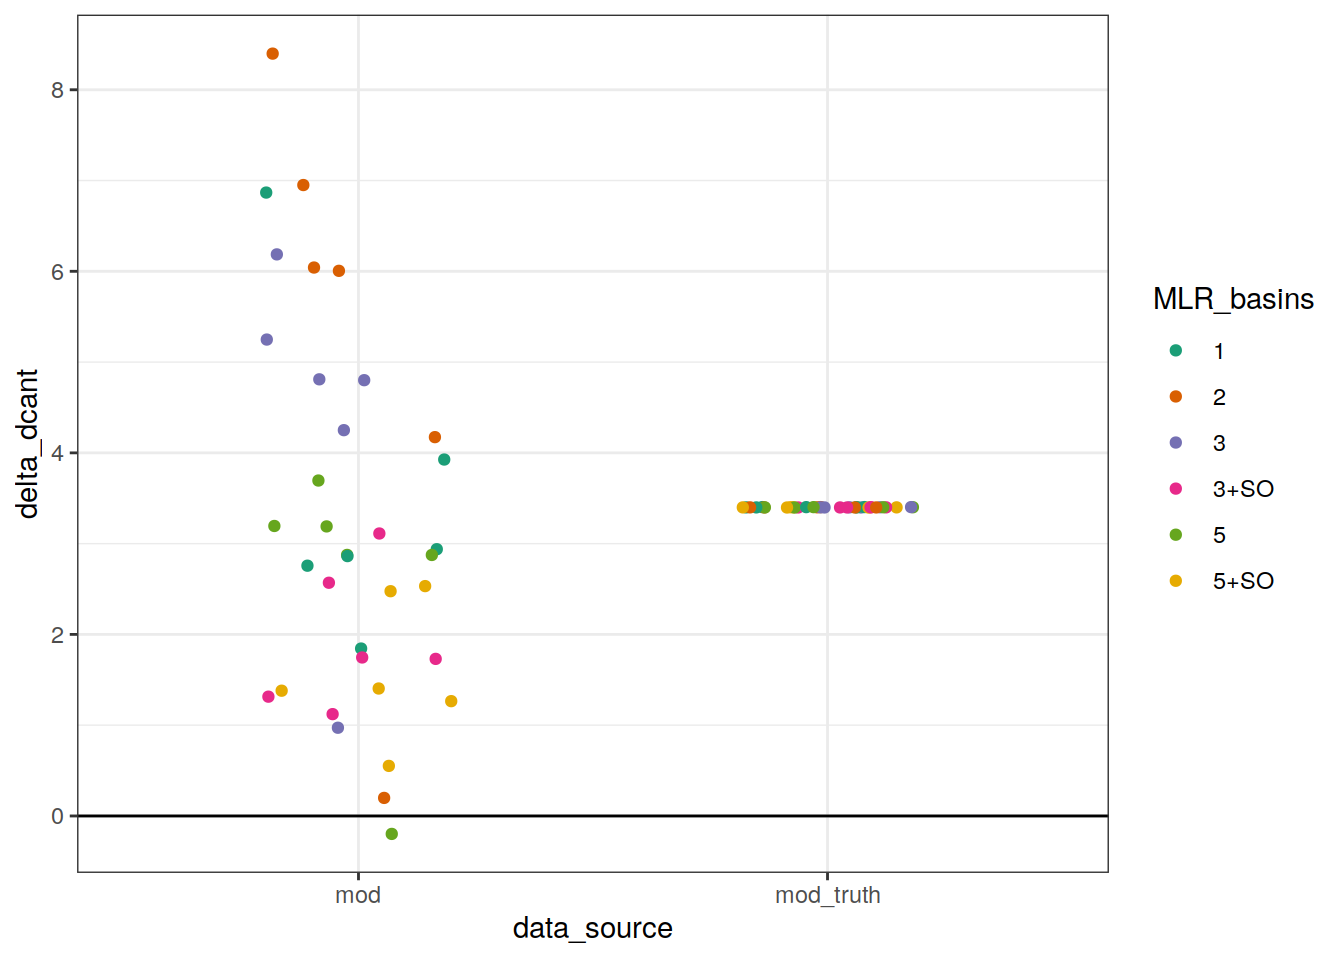 8
6
4
2
0
delta_dcant
mod
mod_truth
data_source
MLR_basins
1
2
3
3+SO
5
5+SO